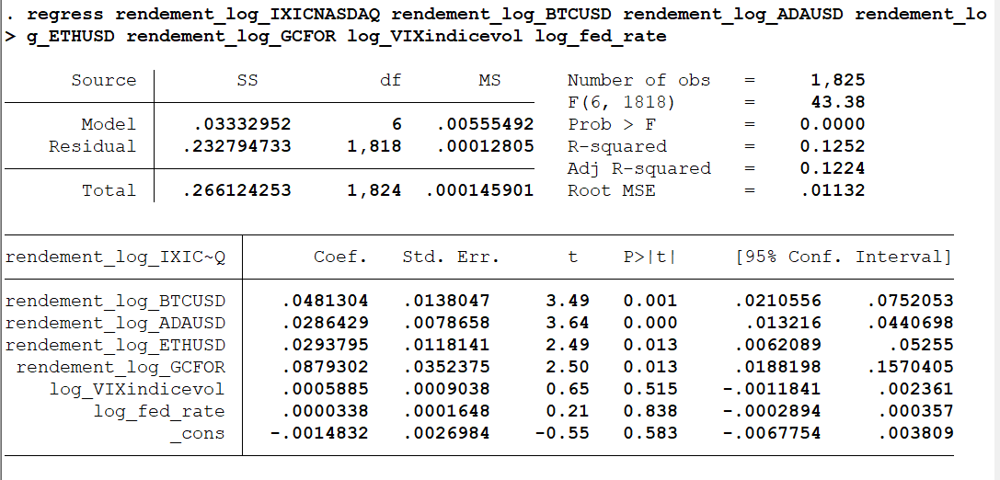 . regress rendement_log_IXICNASDAQ rendement_log_BTCUSD rendement_log_ADAUSD rendement_lo
> g_ETHUSD rendement_log_GCFOR log_VIXindicevol log_fed_rate
Source SS df MS Number of obs = 1,825
F(6, 1818) = 43.38
Model .03332952 6 .00555492 Prob > F = 0.0000
Residual .232794733 1,818 .00012805 R-squared = 0.1252
Adj R-squared = 0.1224
Total .266124253 1,824 .000145901 Root MSE = .01132
rendement_log_IXIC~Q Coef. Std. Err. t P>|t| [95% Conf. Interval]
rendement_log_BTCUSD .0481304 .0138047 3.49 0.001 .0210556 .0752053
rendement_log_ADAUSD .0286429 .0078658 3.64 0.000 .013216 .0440698
rendement_log_ETHUSD .0293795 .0118141 2.49 0.013 .0062089 .05255
rendement_log_GCFOR .0879302 .0352375 2.50 0.013 .0188198 .1570405
log_VIXindicevol .0005885 .0009038 0.65 0.515 -.0011841 .002361
log_fed_rate .0000338 .0001648 0.21 0.838 -.0002894 .000357
_cons -.0014832 .0026984 -0.55 0.583 -.0067754 .003809